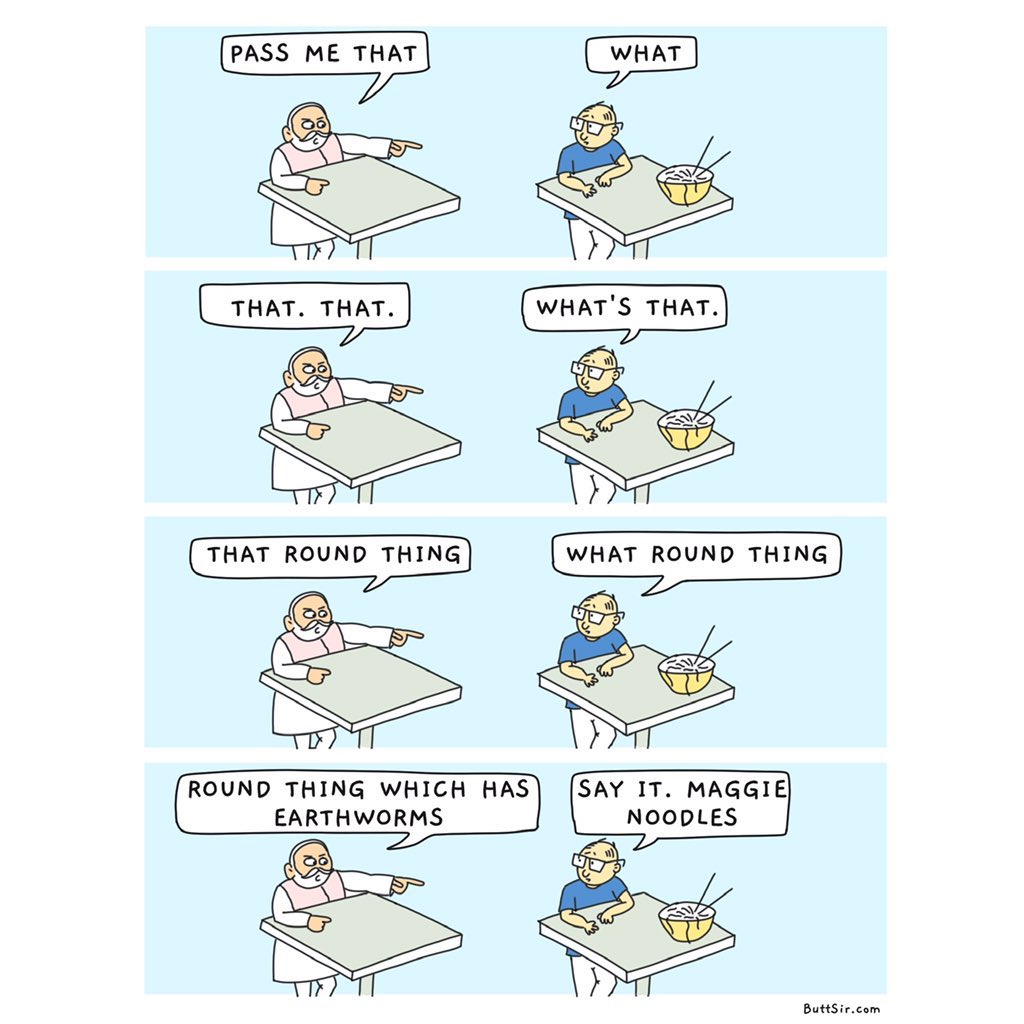 PASS ME THAT
WHAT
THAT. THAT.
WHAT'S THAT.
THAT ROUND THING
WHAT ROUND THING
ROUND THING WHICH HAS
EARTHWORMS
SAY IT. MAGGIE
NOODLES
ButtSir.com